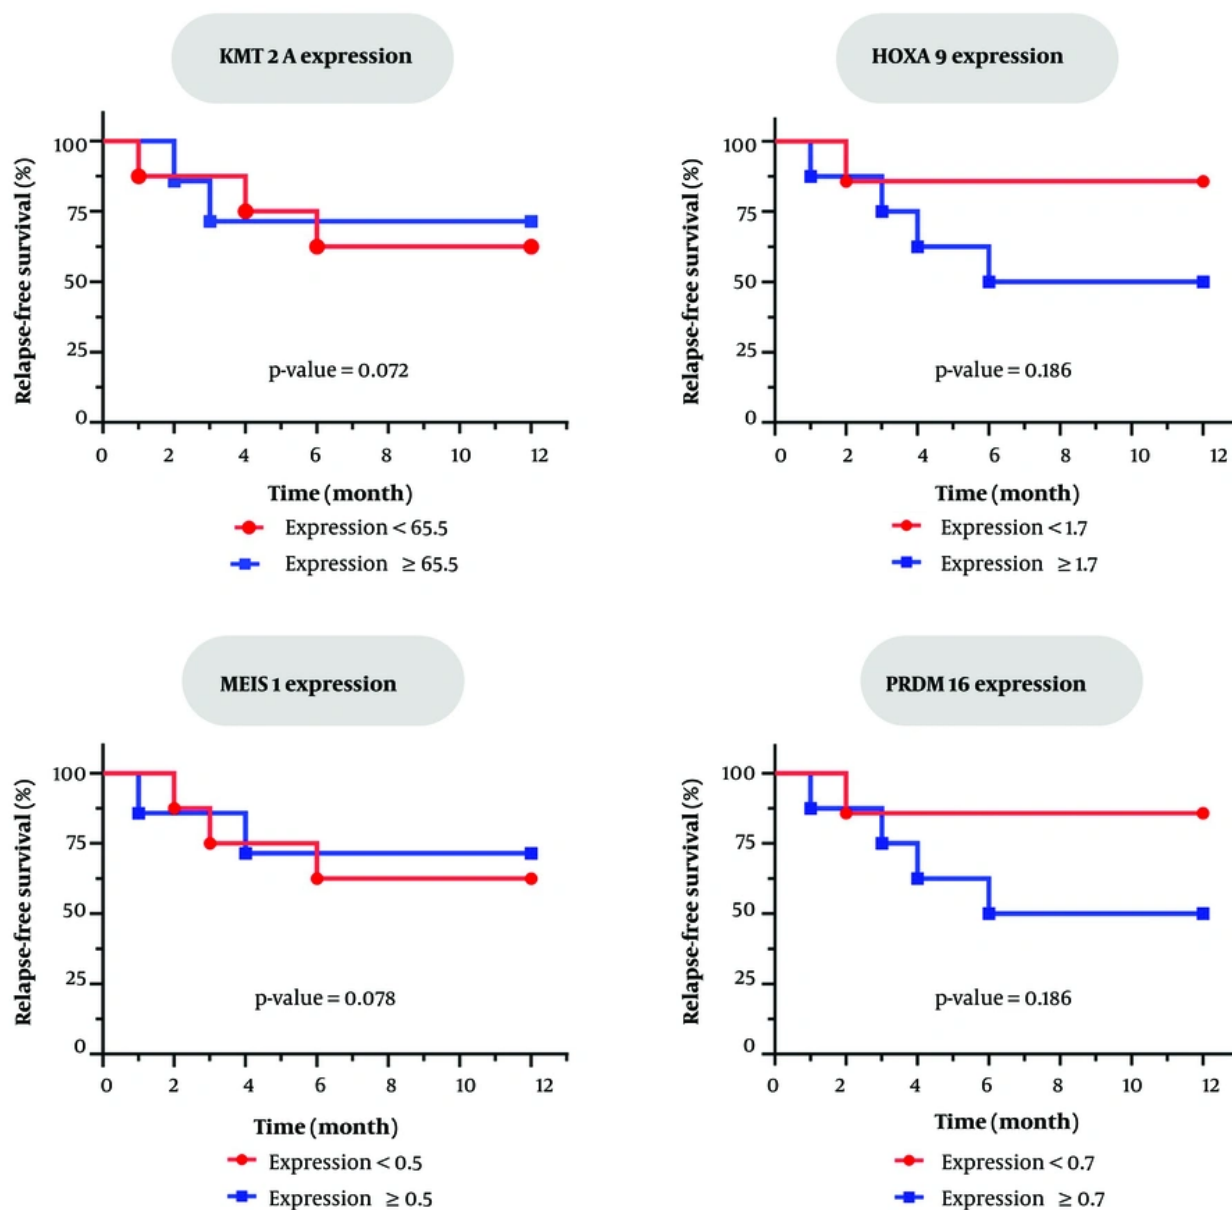 KMT 2 A expression
Relapse-free survival (%)
100
75
50
25
0
p-value = 0.072
0 2 4 6 8 10 12
Time (month)
Expression < 65.5
Expression ≥ 65.5
HOXA 9 expression
Relapse-free survival (%)
100
75
50
25
0
p-value = 0.186
0 2 4 6 8 10 12
Time (month)
Expression < 1.7
Expression ≥ 1.7
MEIS 1 expression
Relapse-free survival (%)
100
75
50
25
0
p-value = 0.078
0 2 4 6 8 10 12
Time (month)
Expression < 0.5
Expression ≥ 0.5
PRDM 16 expression
Relapse-free survival (%)
100
75
50
25
0
p-value = 0.186
0 2 4 6 8 10 12
Time (month)
Expression < 0.7
Expression ≥ 0.7